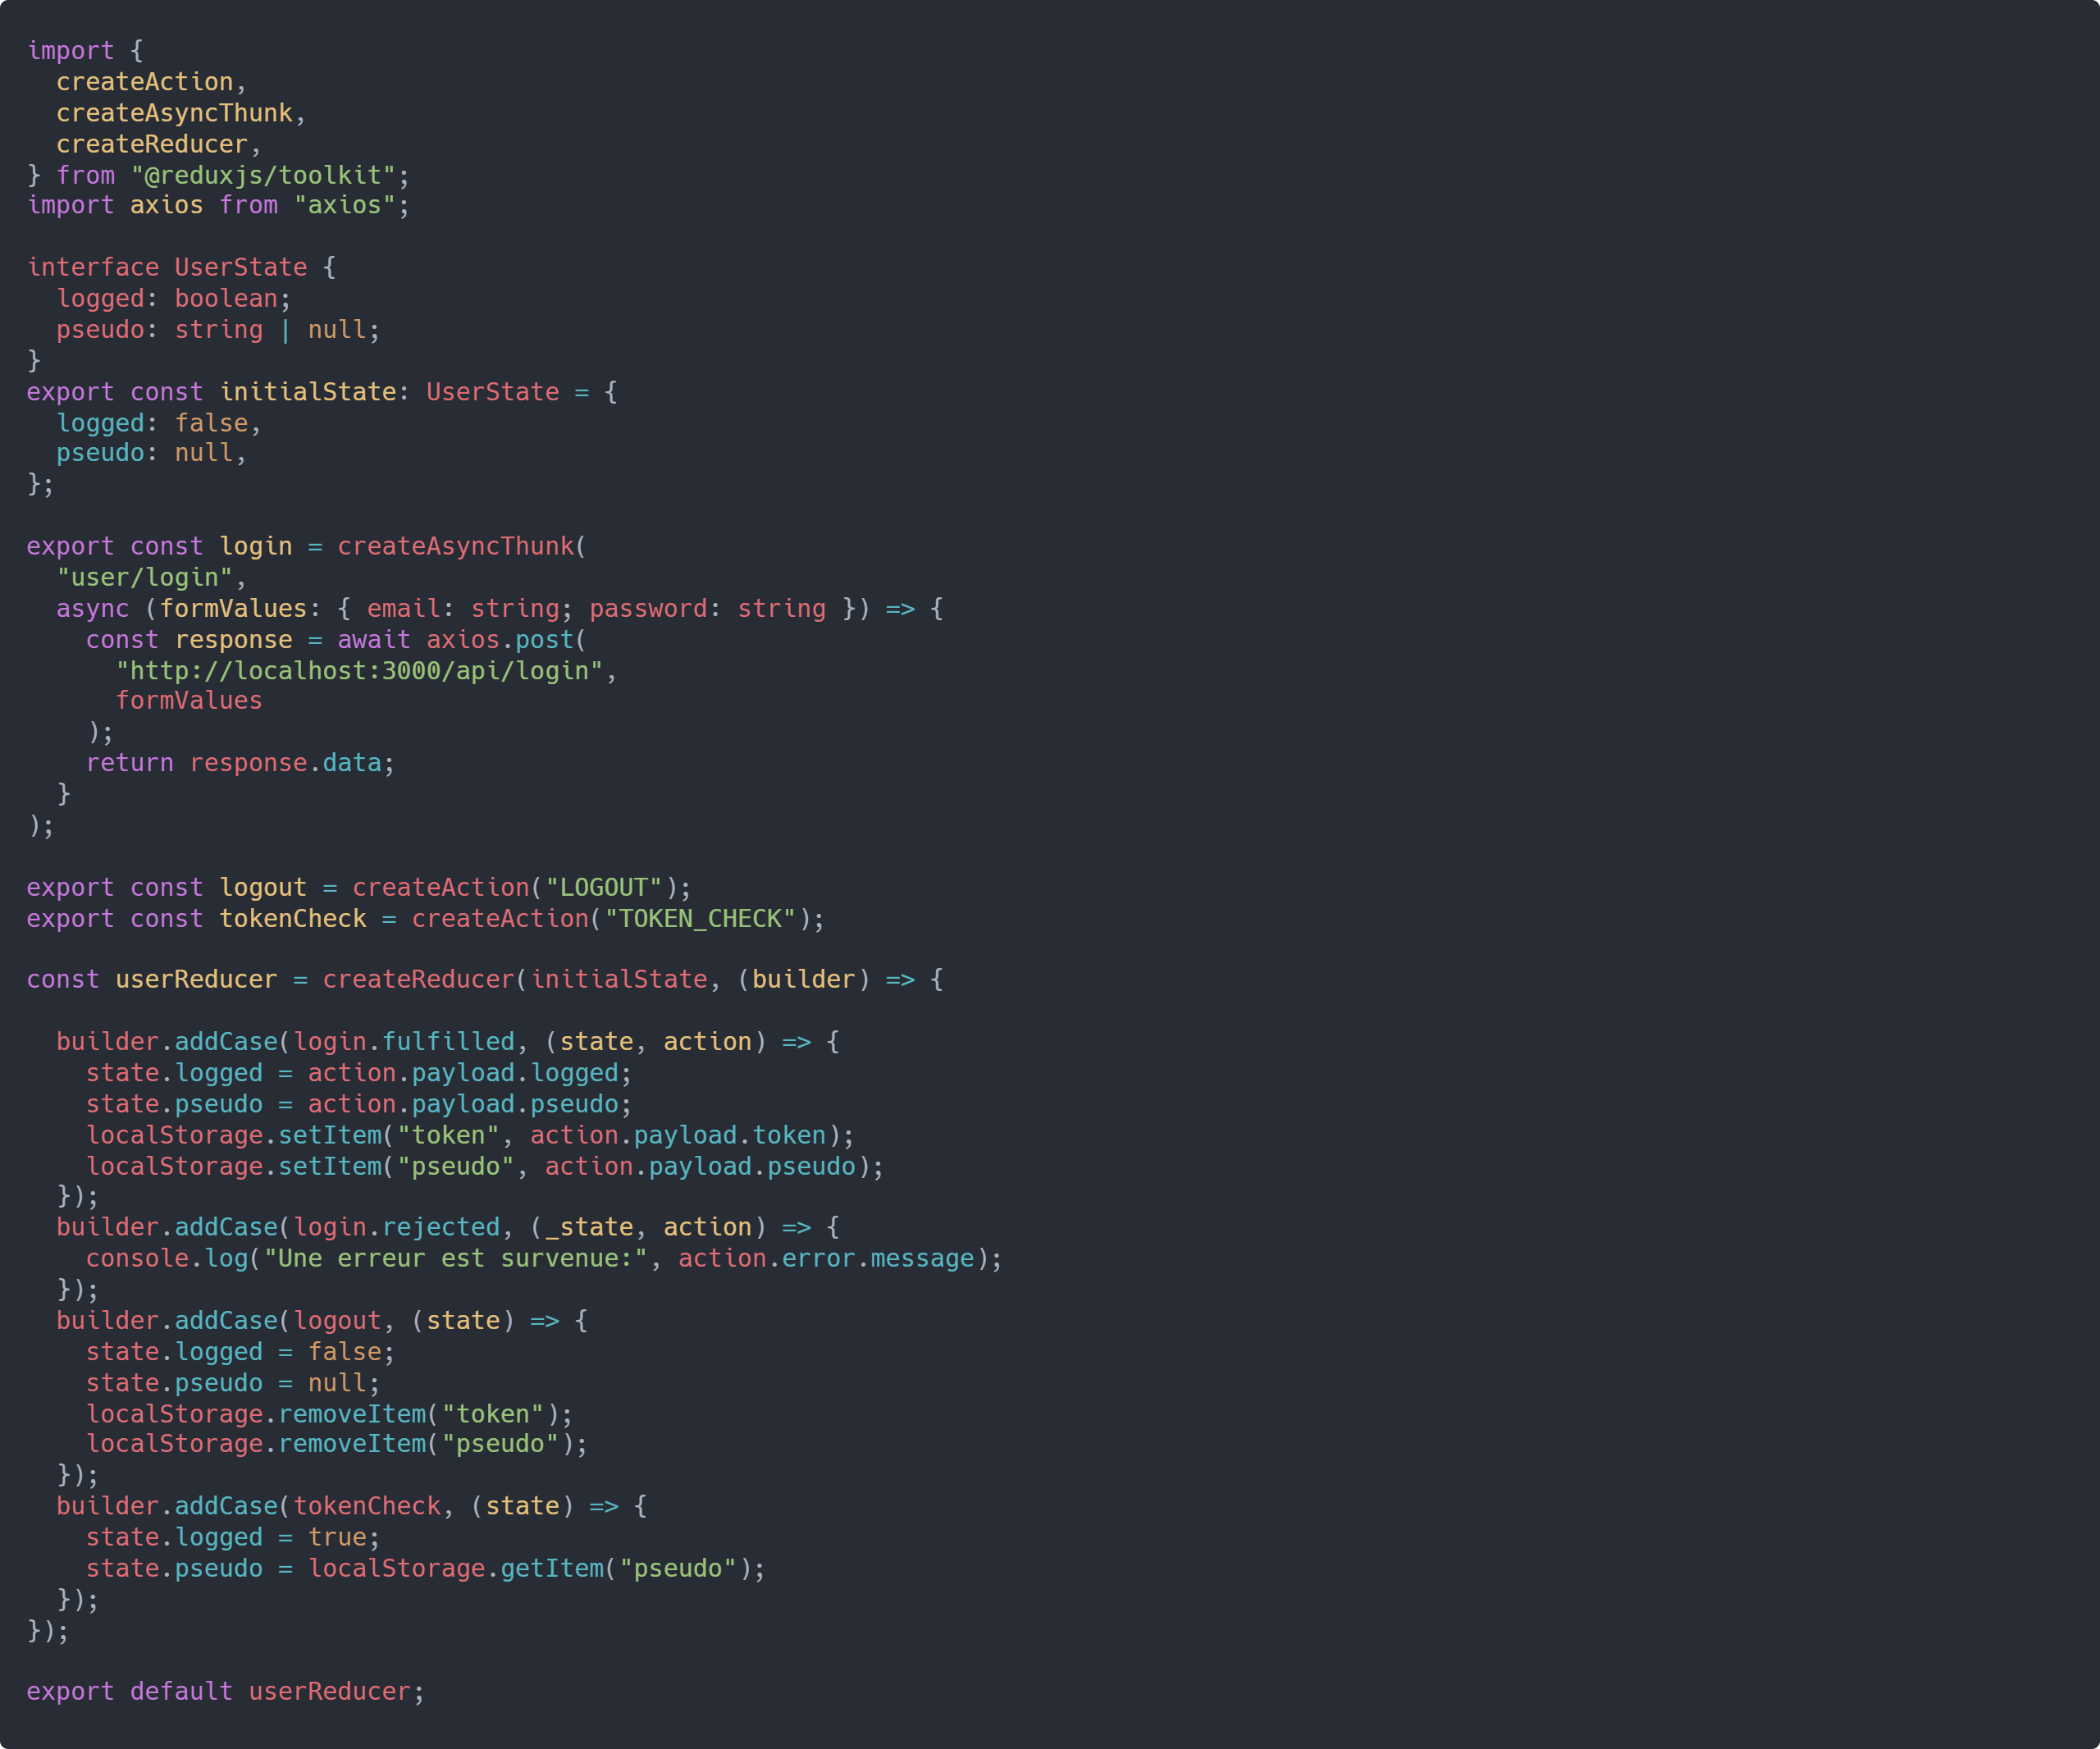 import {
  createAction,
  createAsyncThunk,
  createReducer,
} from "@reduxjs/toolkit";
import axios from "axios";

interface UserState {
  logged: boolean;
  pseudo: string | null;
}
export const initialState: UserState = {
  logged: false,
  pseudo: null,
};

export const login = createAsyncThunk(
  "user/login",
  async (formValues: { email: string; password: string }) => {
    const response = await axios.post(
      "http://localhost:3000/api/login",
      formValues
    );
    return response.data;
  }
);

export const logout = createAction("LOGOUT");
export const tokenCheck = createAction("TOKEN_CHECK");

const userReducer = createReducer(initialState, (builder) => {

  builder.addCase(login.fulfilled, (state, action) => {
    state.logged = action.payload.logged;
    state.pseudo = action.payload.pseudo;
    localStorage.setItem("token", action.payload.token);
    localStorage.setItem("pseudo", action.payload.pseudo);
  });
  builder.addCase(login.rejected, (_state, action) => {
    console.log("Une erreur est survenue:", action.error.message);
  });
  builder.addCase(logout, (state) => {
    state.logged = false;
    state.pseudo = null;
    localStorage.removeItem("token");
    localStorage.removeItem("pseudo");
  });
  builder.addCase(tokenCheck, (state) => {
    state.logged = true;
    state.pseudo = localStorage.getItem("pseudo");
  });
});

export default userReducer;